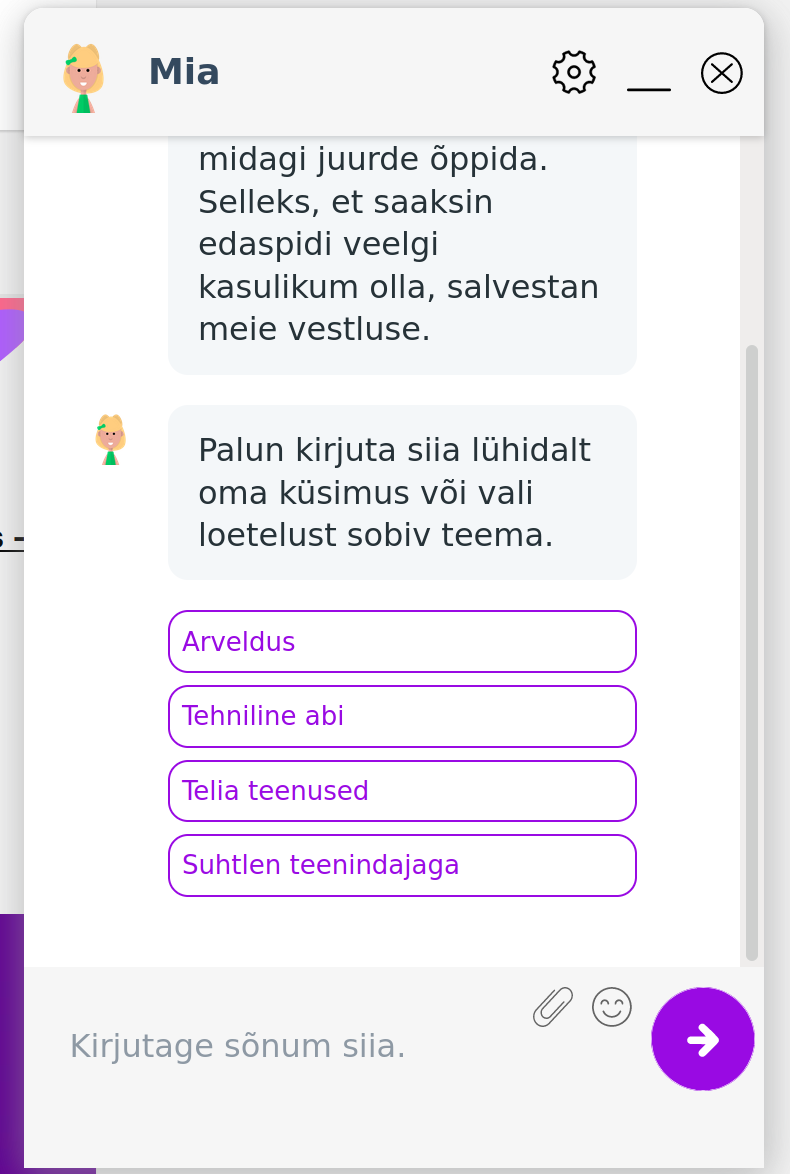 Mia
midagi juurde õppida.
Selleks, et saaksin
edaspidi veelgi
kasulikum olla, salvestan
meie vestluse.
Palun kirjuta siia lühidalt
oma küsimus või vali
loetelust sobiv teema.
Arveldus
Tehniline abi
Telia teenused
Suhtlen teenindajaga
Kirjutage sõnum siia.